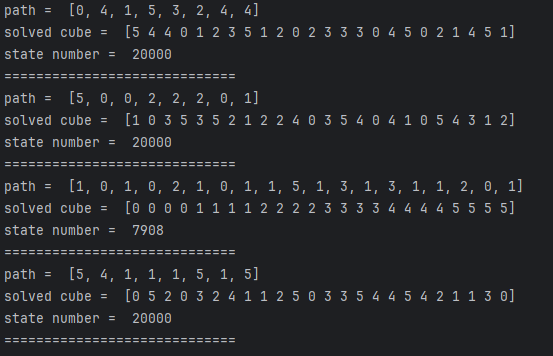 path =  [0, 4, 1, 5, 3, 2, 4, 4]
solved cube =  [5 4 4 0 1 2 3 5 1 2 0 2 3 3 3 0 4 5 0 2 1 4 5 1]
state number =  20000
=============================
path =  [5, 0, 0, 2, 2, 2, 0, 1]
solved cube =  [1 0 3 5 3 5 2 1 2 2 4 0 3 5 4 0 4 1 0 5 4 3 1 2]
state number =  20000
=============================
path =  [1, 0, 1, 0, 2, 1, 0, 1, 1, 5, 1, 3, 1, 3, 1, 1, 2, 0, 1]
solved cube =  [0 0 0 0 1 1 1 1 2 2 2 2 3 3 3 3 4 4 4 4 5 5 5 5]
state number =  7908
=============================
path =  [5, 4, 1, 1, 1, 5, 1, 5]
solved cube =  [0 5 2 0 3 2 4 1 1 2 5 0 3 3 5 4 4 5 4 2 1 1 3 0]
state number =  20000
=============================